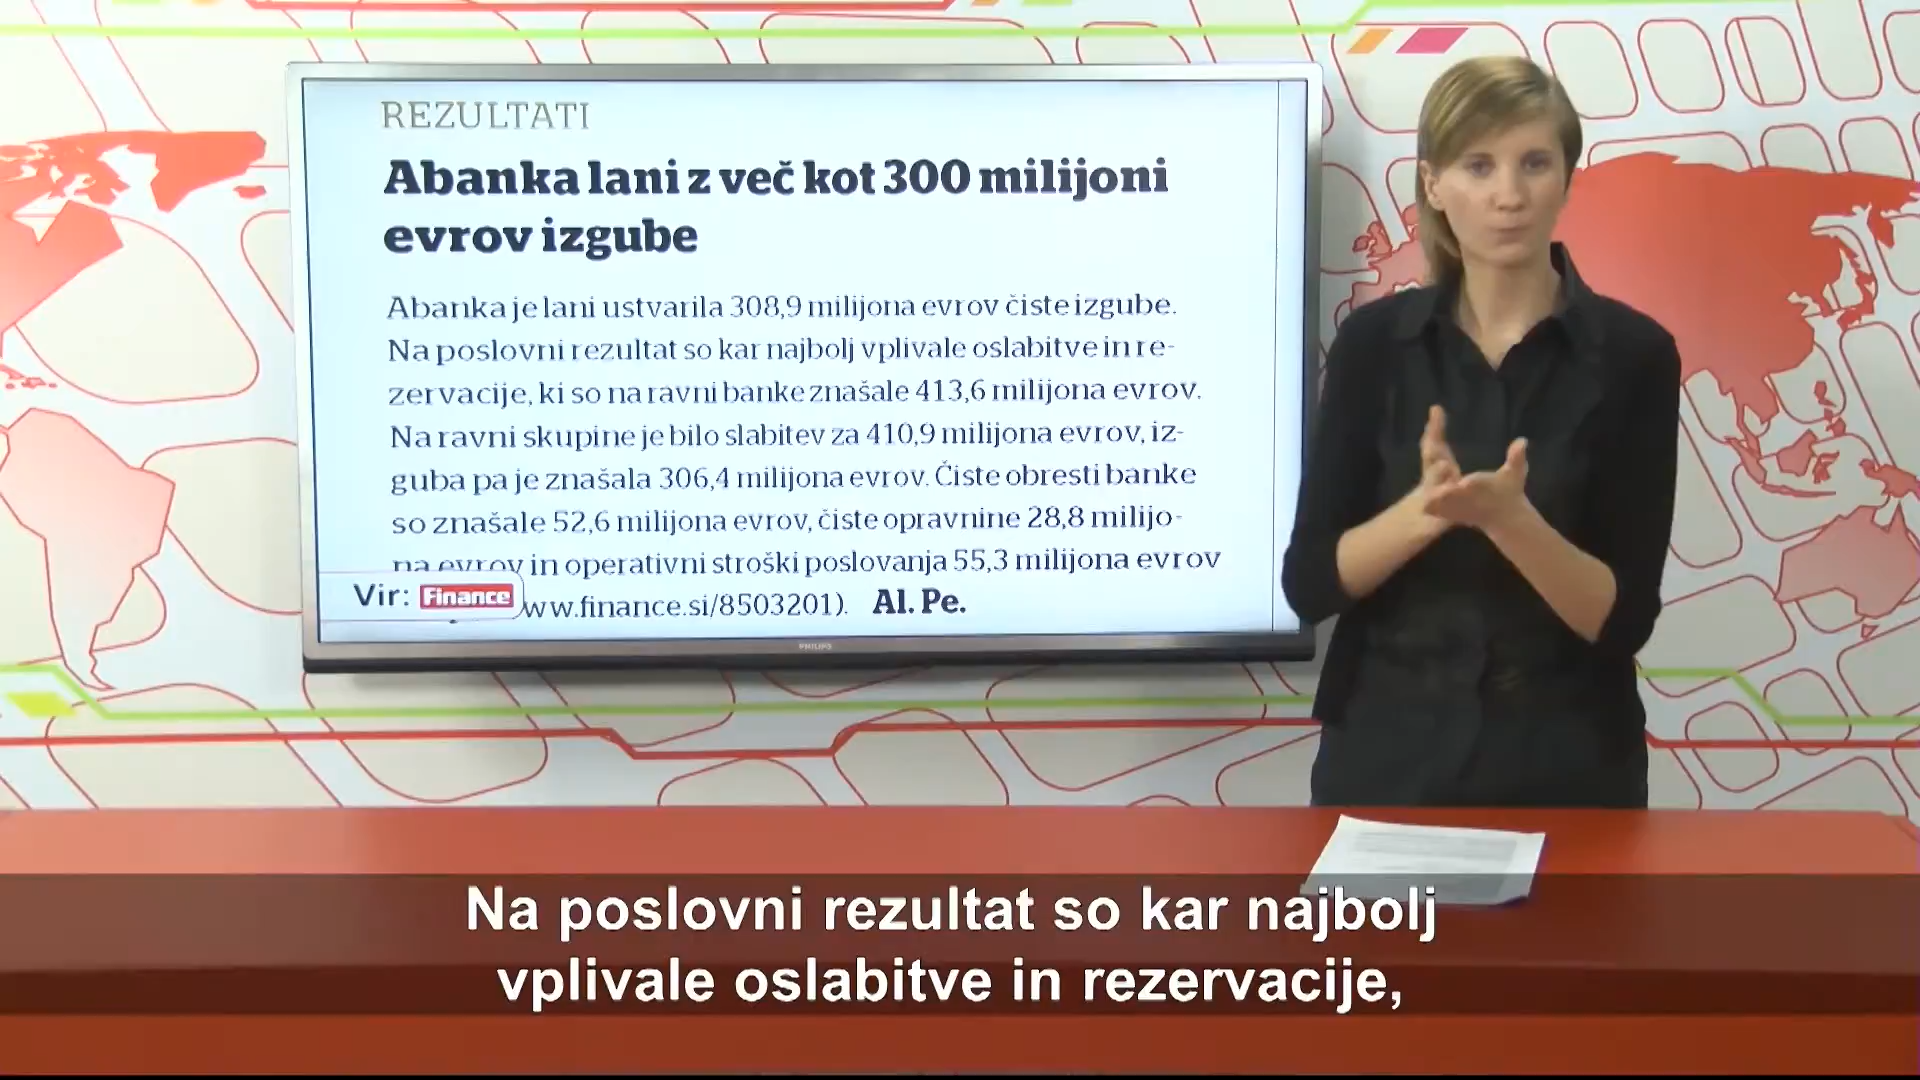 REZULTATI
Abanka lani z več kot 300 milijoni
evrov izgube
Abanka je lani ustvarila 308,9 milijona evrov čiste izgube.
Na poslovni rezultat so kar najbolj vplivale oslabitve in re-
zervacije, ki so na ravni banke znašale 413,6 milijona evrov.
Na ravni skupine je bilo slabitev za 410,9 milijona evrov, iz-
guba pa je znašala 306,4 milijona evrov. Čiste obresti banke
so znašale 52,6 milijona evrov, čiste opravnine 28,8 milijo-
na evrov in operativni stroški poslovanja 55,3 milijona evrov
ww.finance.si/8503201). Al. Pe.
Vir: Finance
PHILIPS
Na poslovni rezultat so kar najbolj
vplivale oslabitve in rezervacije,